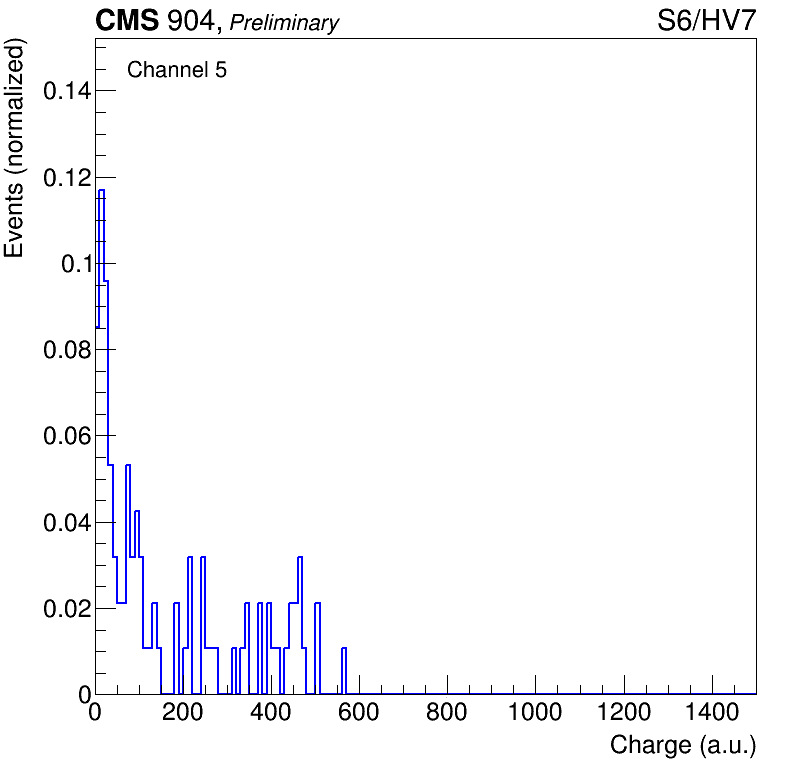 CMS 904, Preliminary
S6/HV7
Channel 5
Events (normalized)
0.14
0.12
0.1
0.08
0.06
0.04
0.02
0
0 200 400 600 800 1000 1200 1400
Charge (a.u.)